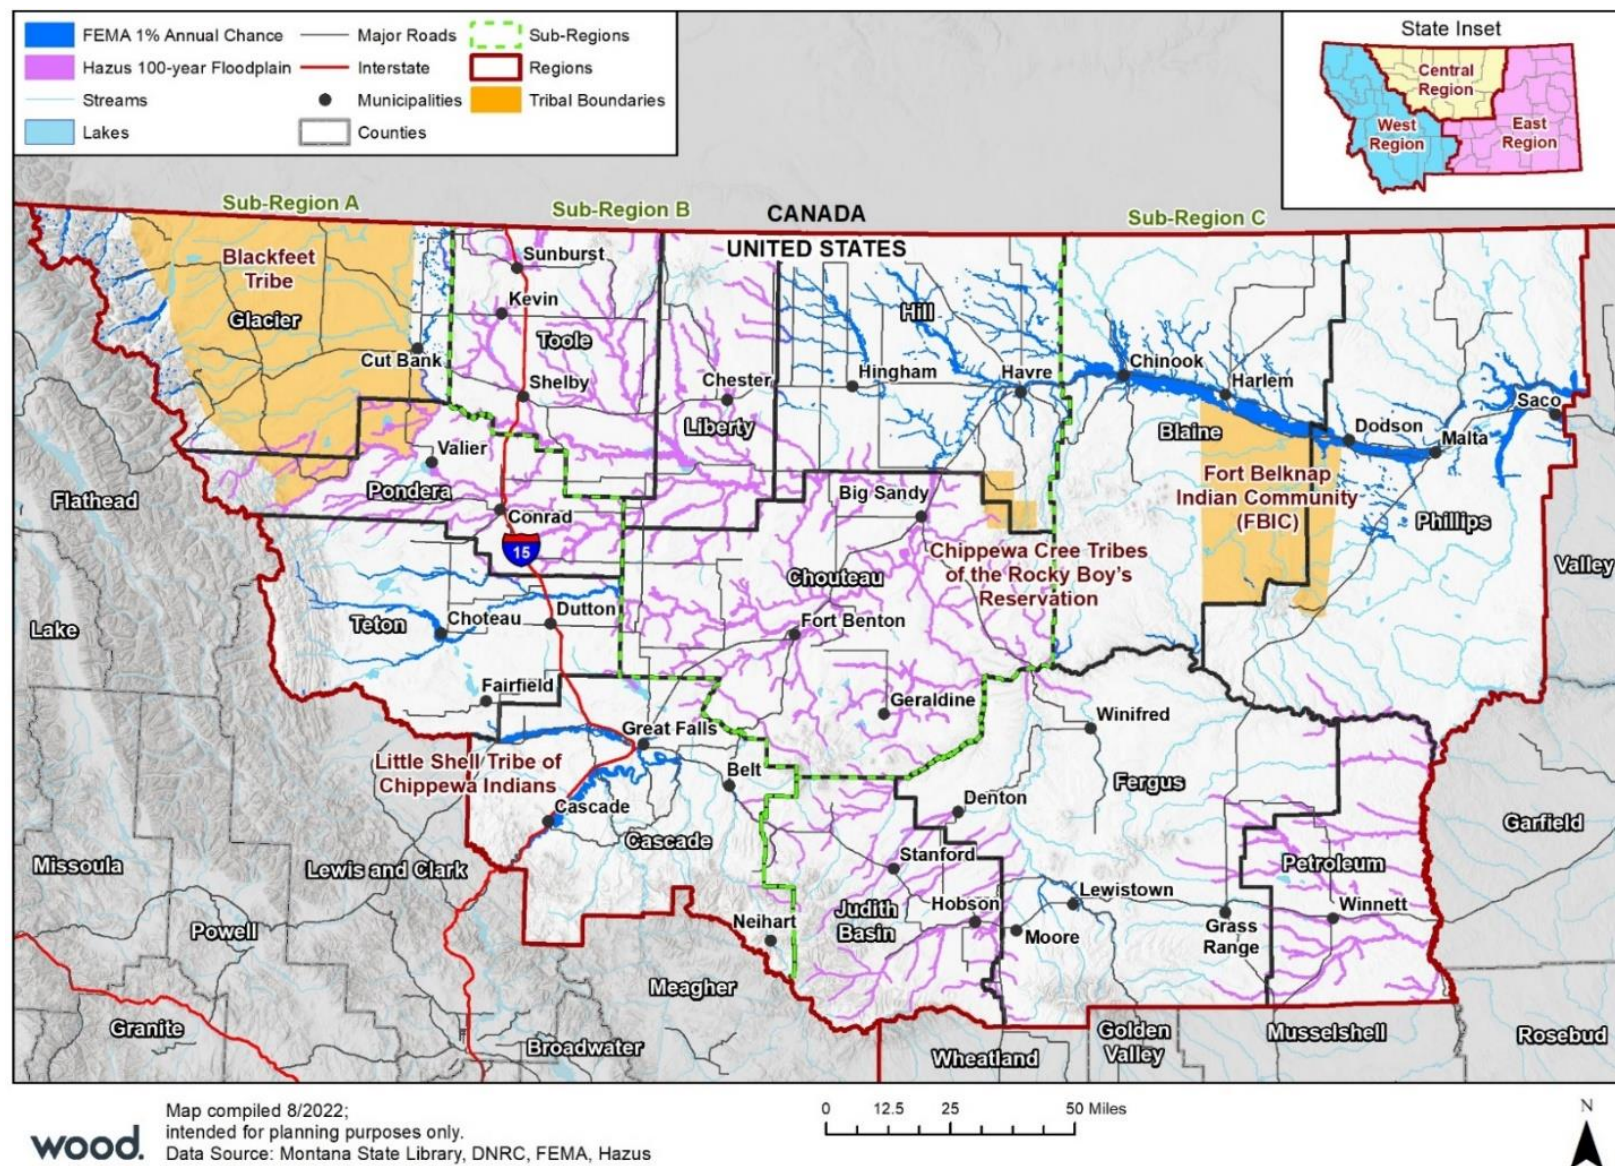 FEMA 1% Annual Chance
Hazus 100-year Floodplain
Streams
Lakes
Major Roads
Interstate
Municipalities
Counties
Sub-Regions
Regions
Tribal Boundaries
State Inset
Central
Region
West
Region
East
Region
Sub-Region A
Sub-Region B
CANADA
Sub-Region C
UNITED STATES
Blackfeet
Tribe
Glacier
Cut Bank
Sunburst
Kevin
Toole
Shelby
Chester
Liberty
Hill
Hingham
Havre
Chinook
Harlem
Blaine
Dodson
Malta
Saco
Fort Belknap
Indian Community
(FBIC)
Phillips
Valley
Valier
Pondera
Conrad
15
Flathead
Big Sandy
Chouteau
Chippewa Cree Tribes
of the Rocky Boy's
Reservation
Fort Benton
Geraldine
Lake
Teton
Choteau
Dutton
Fairfield
Great Falls
Little Shell Tribe of
Chippewa Indians
Belt
Cascade
Cascade
Winifred
Fergus
Denton
Garfield
Stanford
Petroleum
Missoula
Lewis and Clark
Hobson
Lewistown
Judith
Basin
Moore
Grass
Range
Winnett
Neihart
Powell
Meagher
Granite
Broadwater
Wheatland
Golden
Valley
Musselshell
Rosebud
wood.
Map compiled 8/2022;
intended for planning purposes only.
Data Source: Montana State Library, DNRC, FEMA, Hazus
0 12.5 25 50 Miles
N